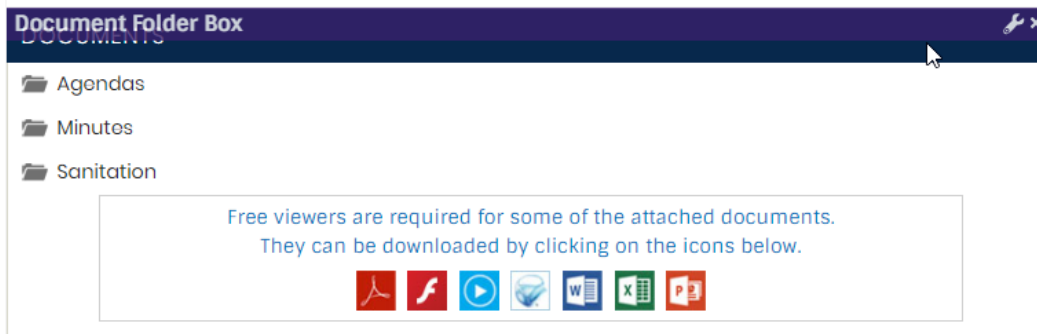 Document Folder Box
DOCUMENTS
Agendas
Minutes
Sanitation
Free viewers are required for some of the attached documents.
They can be downloaded by clicking on the icons below.